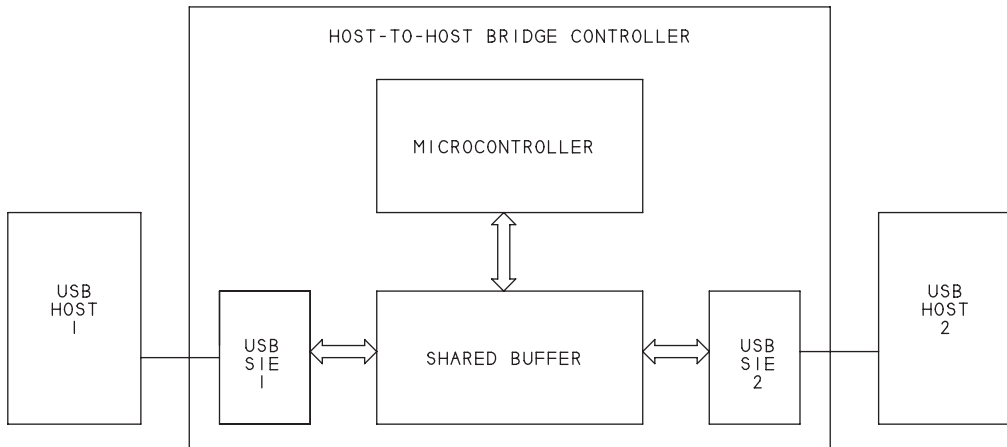 HOST-TO-HOST BRIDGE CONTROLLER
MICROCONTROLLER
USB
HOST
1
USB
SIE
1
SHARED BUFFER
USB
SIE
2
USB
HOST
2